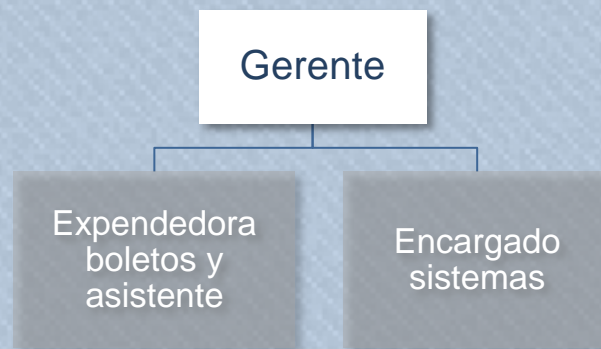 Gerente
Expendedora
boletos y
asistente
Encargado
sistemas